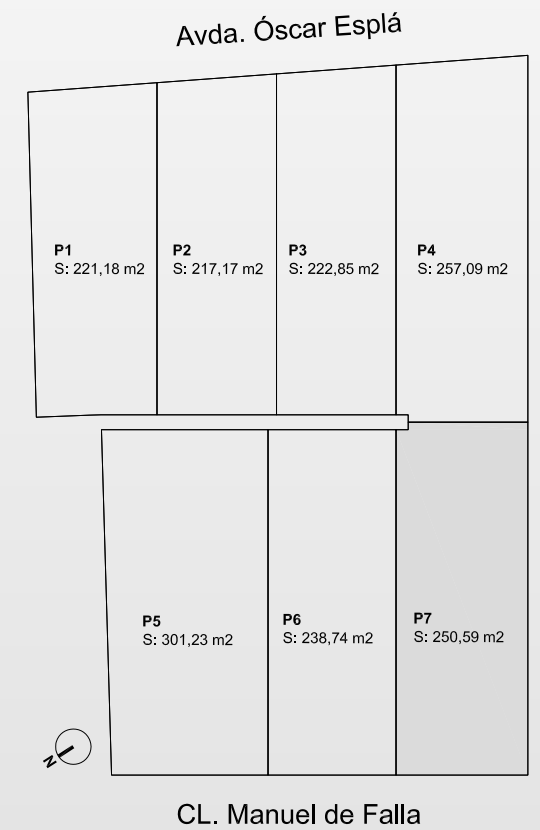 Avda. Óscar Esplá
P1
S: 221,18 m2
P2
S: 217,17 m2
P3
S: 222,85 m2
P4
S: 257,09 m2
P5
S: 301,23 m2
P6
S: 238,74 m2
P7
S: 250,59 m2
N
CL. Manuel de Falla